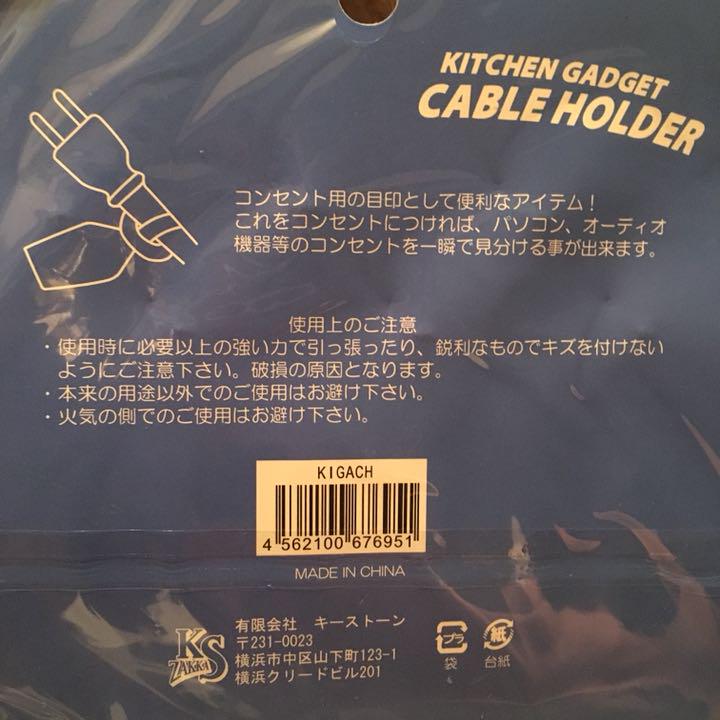 KITCHEN GADGET
CABLE HOLDER
コンセント用の目印として便利なアイテム！
これをコンセントにつければ、パソコン、オーディオ
機器等のコンセントを一瞬で見分ける事が出来ます。
使用上のご注意
・使用時に必要以上の強い力で引っ張ったり、鋭利なものでキズを付けない
ようにご注意下さい。破損の原因となります。
・本来の用途以外でのご使用はお避け下さい。
・火気の側でのご使用はお避け下さい。
KIGACH
4 562100 676951
MADE IN CHINA
KS
ZAKKA
有限会社 キーストーン
〒231-0023
横浜市中区山下町123-1
横浜クリードビル201
プラ
袋
紙
台紙